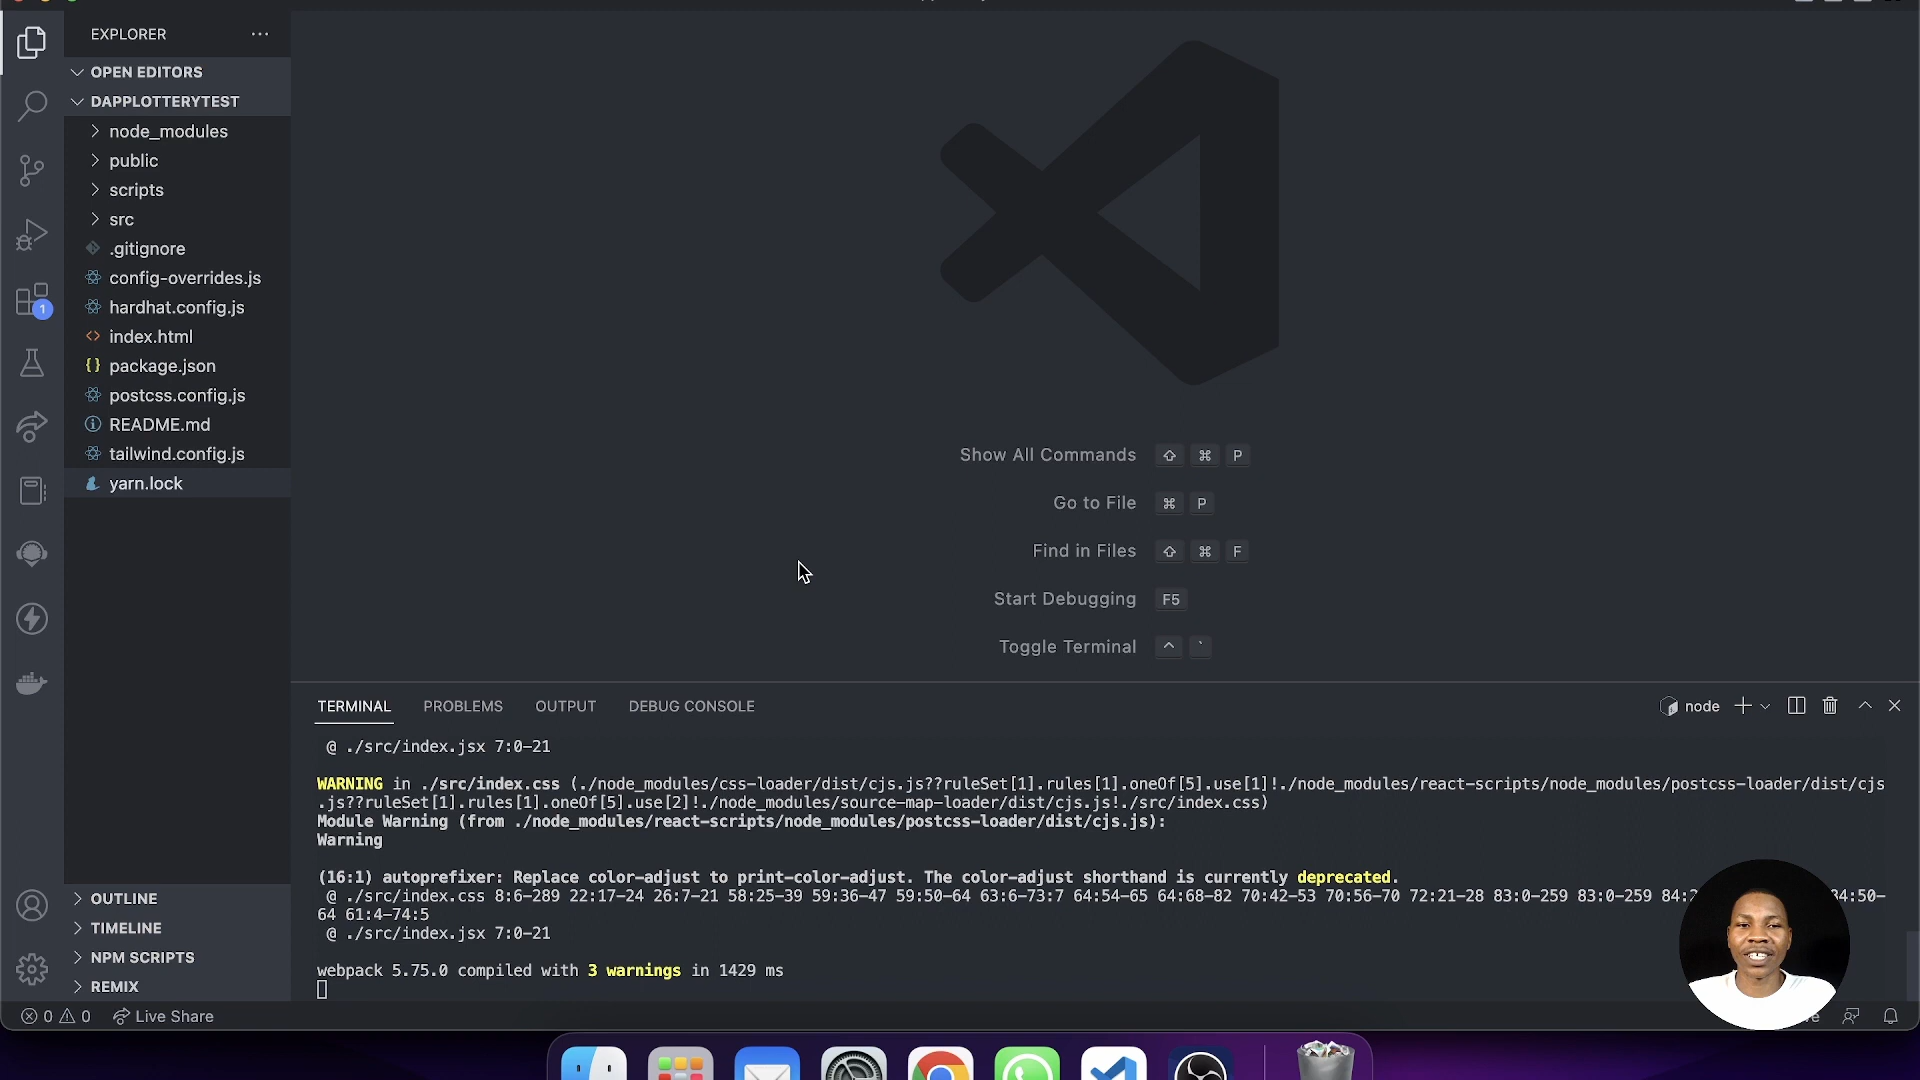 EXPLORER
OPEN EDITORS
DAPPLOTTERYTEST
node_modules
public
scripts
src
.gitignore
config-overrides.js
hardhat.config.js
index.html
package.json
postcss.config.js
README.md
tailwind.config.js
yarn.lock
1
OUTLINE
TIMELINE
NPM SCRIPTS
REMIX
Show All Commands ⇧ ⌘ P
Go to File ⌘ P
Find in Files ⇧ ⌘ F
Start Debugging F5
Toggle Terminal ^ `
TERMINAL PROBLEMS OUTPUT DEBUG CONSOLE node
@ ./src/index.jsx 7:0-21
WARNING in ./src/index.css (./node_modules/css-loader/dist/cjs.js??ruleSet[1].rules[1].oneOf[5].use[1]!./node_modules/react-scripts/node_modules/postcss-loader/dist/cjs
.js??ruleSet[1].rules[1].oneOf[5].use[2]!./node_modules/source-map-loader/dist/cjs.js!./src/index.css)
Module Warning (from ./node_modules/react-scripts/node_modules/postcss-loader/dist/cjs.js):
Warning
(16:1) autoprefixer: Replace color-adjust to print-color-adjust. The color-adjust shorthand is currently deprecated.
@ ./src/index.css 8:6-289 22:17-24 26:7-21 58:25-39 59:36-47 59:50-64 63:6-73:7 64:54-65 64:68-82 70:42-53 70:56-70 72:21-28 83:0-259 83:0-259
64 61:4-74:5
@ ./src/index.jsx 7:0-21
webpack 5.75.0 compiled with 3 warnings in 1429 ms
0 0 Live Share